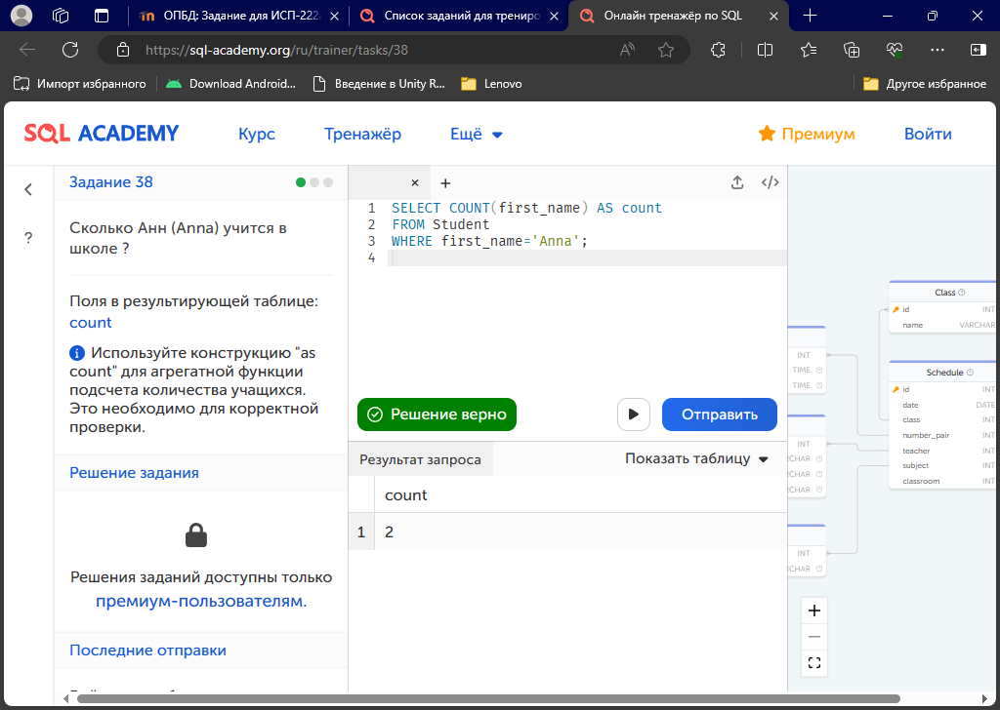 ОПБД: Задание для ИСП-222
Список заданий для трениро
Онлайн тренажёр по SQL
https://sql-academy.org/ru/trainer/tasks/38
Импорт избранного
Download Android...
Введение в Unity R...
Lenovo
Другое избранное
SQL ACADEMY
Курс
Тренажёр
Ещё
Премиум
Войти
Задание 38
Сколько Анн (Anna) учится в
школе ?
Поля в результирующей таблице:
count
Используйте конструкцию "as
count" для агрегатной функции
подсчета количества учащихся.
Это необходимо для корректной
проверки.
Решение задания
Решения заданий доступны только
премиум-пользователям.
Последние отправки
1 SELECT COUNT(first_name) AS count
2 FROM Student
3 WHERE first_name='Anna';
4
Решение верно
Отправить
Результат запроса
Показать таблицу
count
1 2
INT
TIME
TIME
INT
CHAR
CHAR
CHAR
INT
CHAR
Class
id INT
name VARCHAR
Schedule
id INT
date DATE
class INT
number_pair INT
teacher INT
subject INT
classroom INT